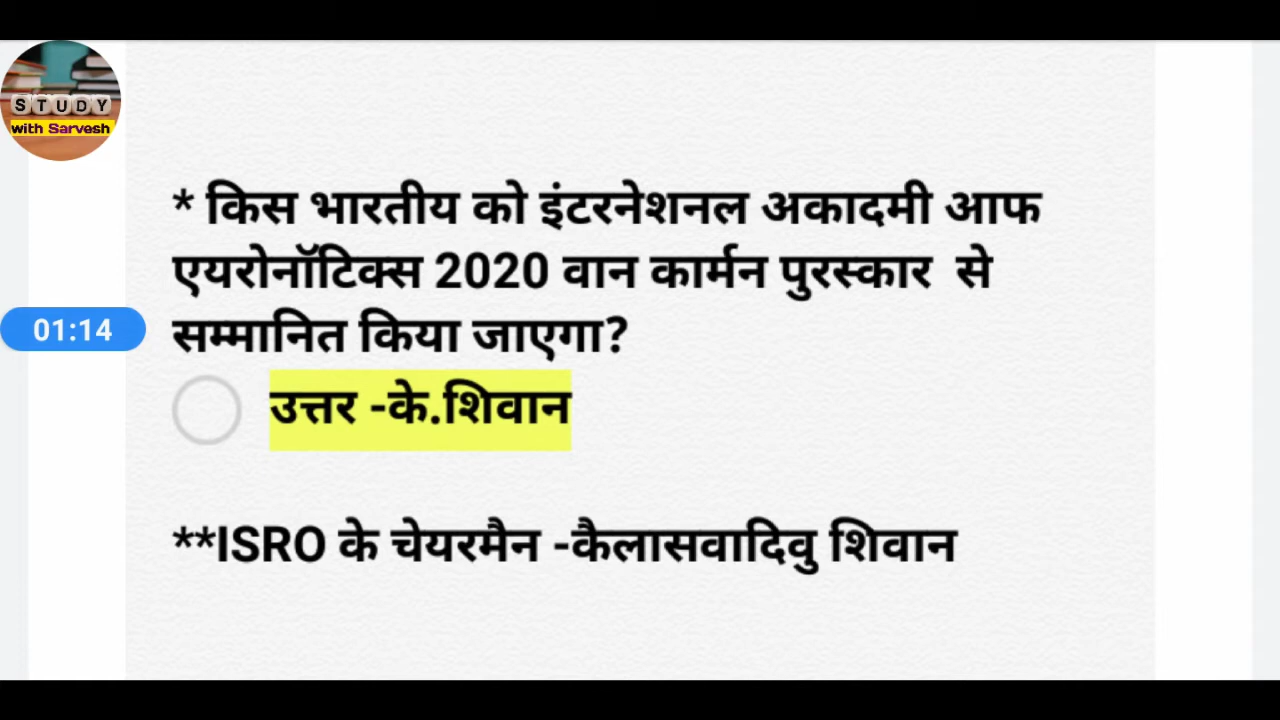 STUDY
with Sarvesh
* किस भारतीय को इंटरनेशनल अकादमी आफ
एयरोनॉटिक्स 2020 वान कार्मन पुरस्कार से
01:14
सम्मानित किया जाएगा?
उत्तर -के.शिवान
**ISRO के चेयरमैन -कैलासवादिवु शिवान